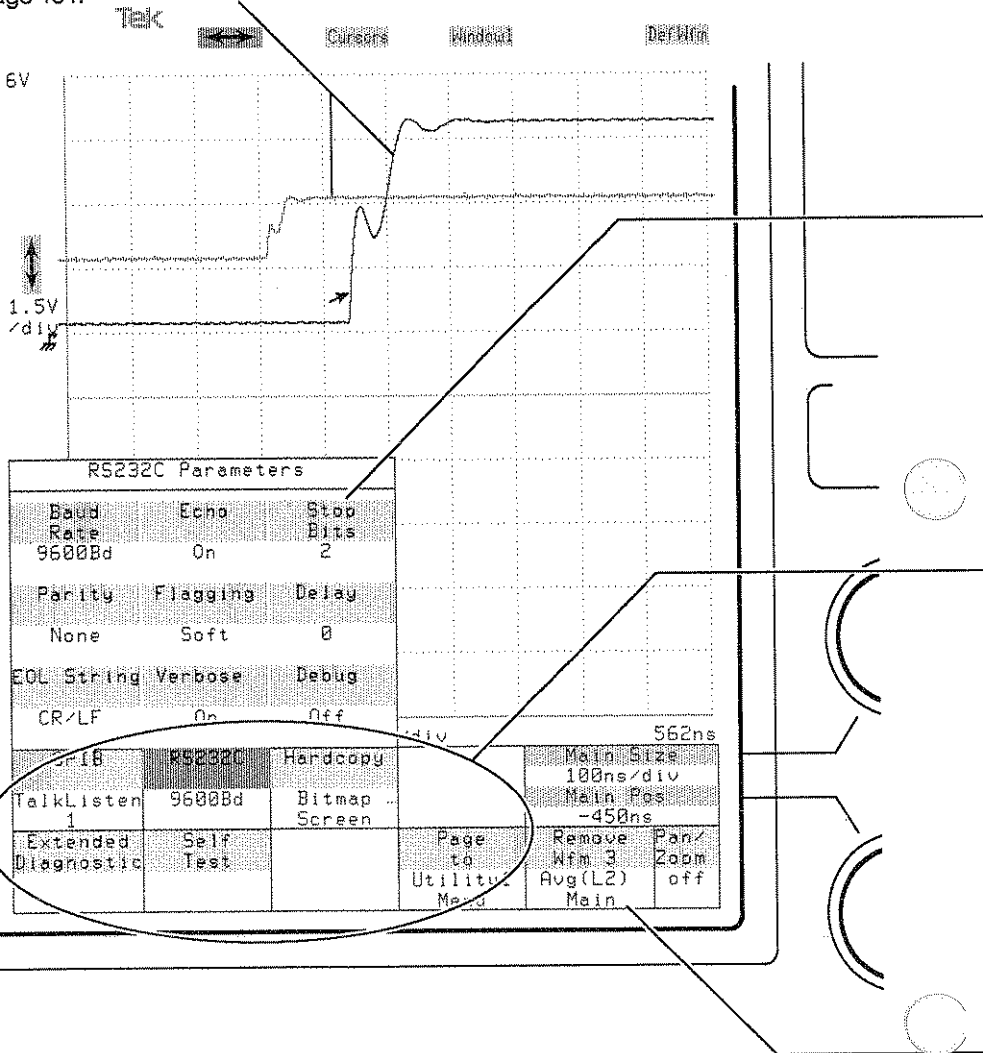 Tek
Cursors
DefWfm
6V
1.5V
/div
RS232C Parameters
Baud Rate Echo Stop Bits
9600Bd On 2
Parity Flagging Delay
None Soft 0
EOL String Verbose Debug
CR/LF On Off
/div 562ns
GPIB RS232C Hardcopy Main Size
100ns/div
TalkListen 9600Bd Bitmap Main Pos
1 Screen -450ns
Extended Self Page Remove Pan/
Diagnostic Test to Wfm 3 Zoom
Avg(L2) off
Menu Main